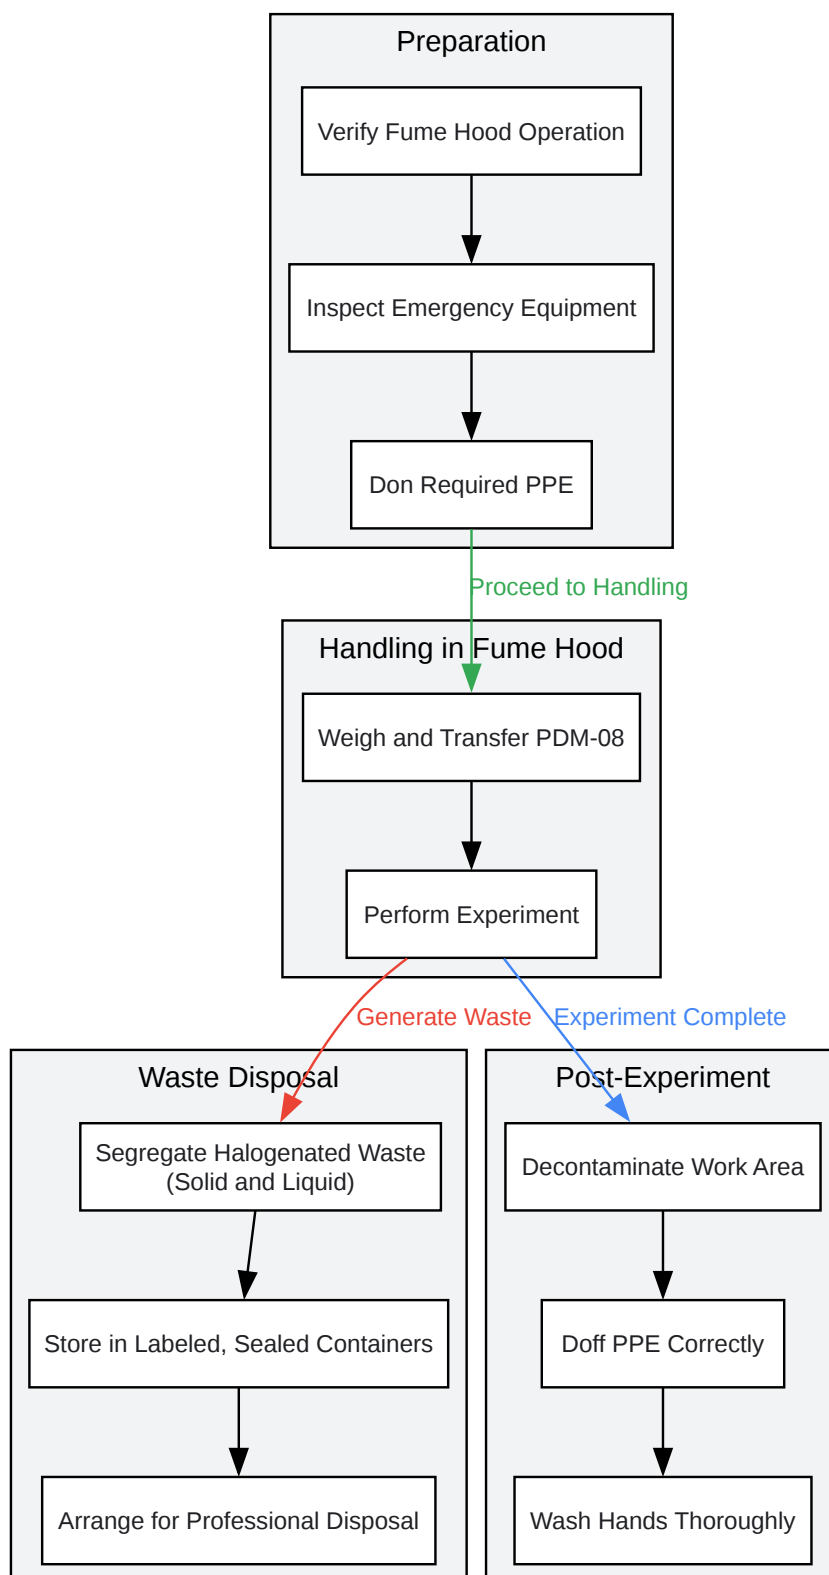 Preparation
Verify Fume Hood Operation
Inspect Emergency Equipment
Don Required PPE
Proceed to Handling
Handling in Fume Hood
Weigh and Transfer PDM-08
Perform Experiment
Generate Waste
Experiment Complete
Waste Disposal
Segregate Halogenated Waste
(Solid and Liquid)
Store in Labeled, Sealed Containers
Arrange for Professional Disposal
Post-Experiment
Decontaminate Work Area
Doff PPE Correctly
Wash Hands Thoroughly